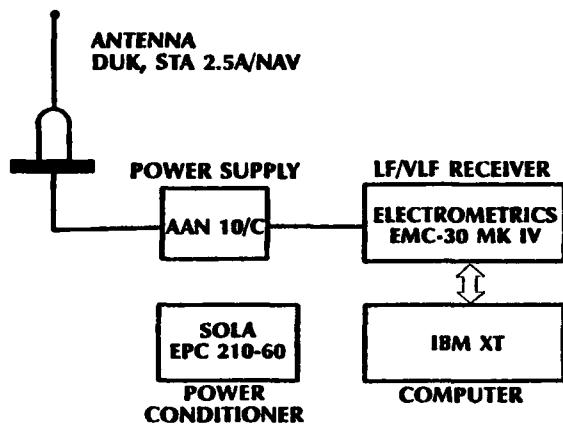 ANTENNA
DUK, STA 2.5A/NAV
POWER SUPPLY
AAN 10/C
LF/VLF RECEIVER
ELECTROMETRICS
EMC-30 MK IV
SOLA
EPC 210-60
POWER
CONDITIONER
IBM XT
COMPUTER